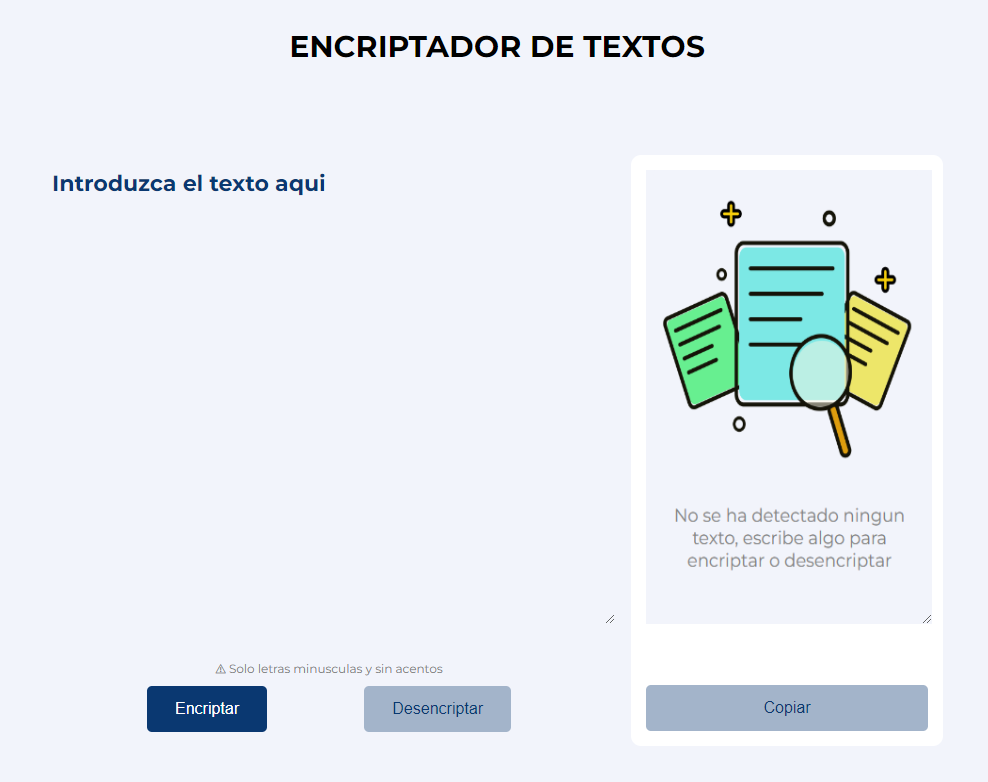 ENCRIPTADOR DE TEXTOS
Introduzca el texto aqui
No se ha detectado ningun
texto, escribe algo para
encriptar o desencriptar
⚠ Solo letras minusculas y sin acentos
Encriptar
Desencriptar
Copiar